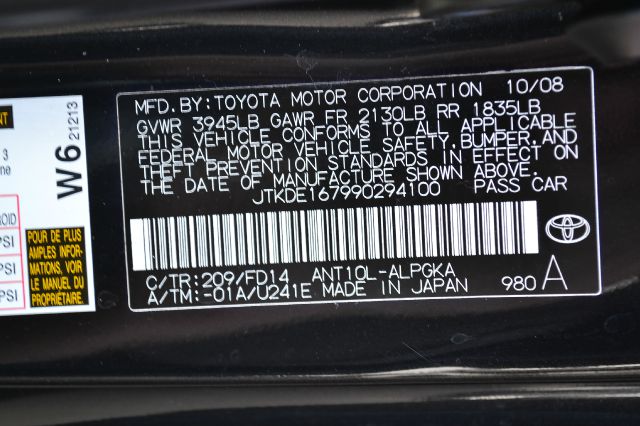 MFD.BY:TOYOTA MOTOR CORPORATION 10/08
GVWR 3945LB GAWR FR 2130LB RR 1835LB
THIS VEHICLE CONFORMS TO ALL APPLICABLE
FEDERAL MOTOR VEHICLE SAFETY,BUMPER,AND
THEFT PREVENTION STANDARDS IN EFFECT ON
THE DATE OF MANUFACTURE SHOWN ABOVE.
JTKDE167990294100 PASS CAR
C/TR:209/FD14 ANT10L-ALPGKA
A/TM:-01A/U241E MADE IN JAPAN 980A
W6 21213
3
PSI
PSI
PSI
POUR DE PLUS
AMPLES INFOR-
MATIONS, VOIR
LE MANUEL DU
PROPRIÉTAIRE.